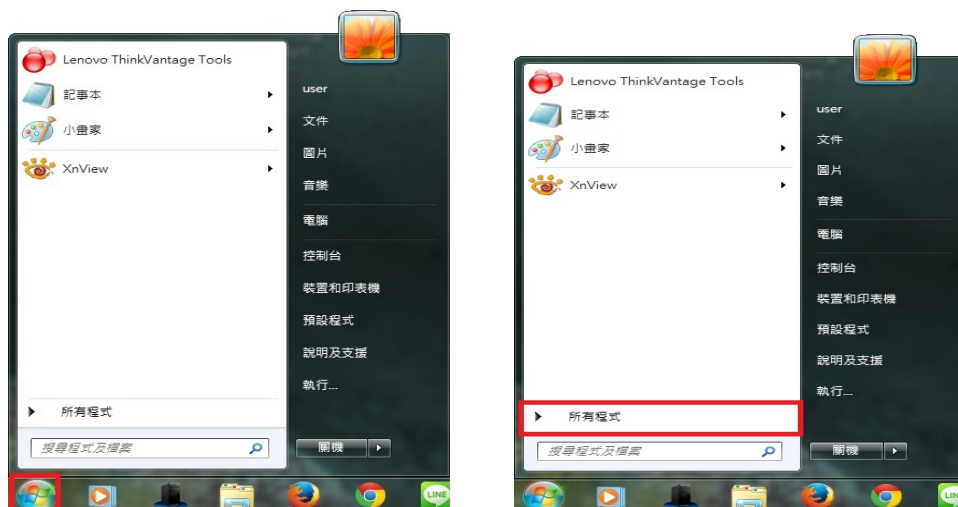 Lenovo ThinkVantage Tools
記事本
小畫家
XnView
所有程式
搜尋程式及檔案
user
文件
圖片
音樂
電腦
控制台
裝置和印表機
預設程式
說明及支援
執行...
關機
LINE
Lenovo ThinkVantage Tools
記事本
小畫家
XnView
所有程式
搜尋程式及檔案
user
文件
圖片
音樂
電腦
控制台
裝置和印表機
預設程式
說明及支援
執行...
關機